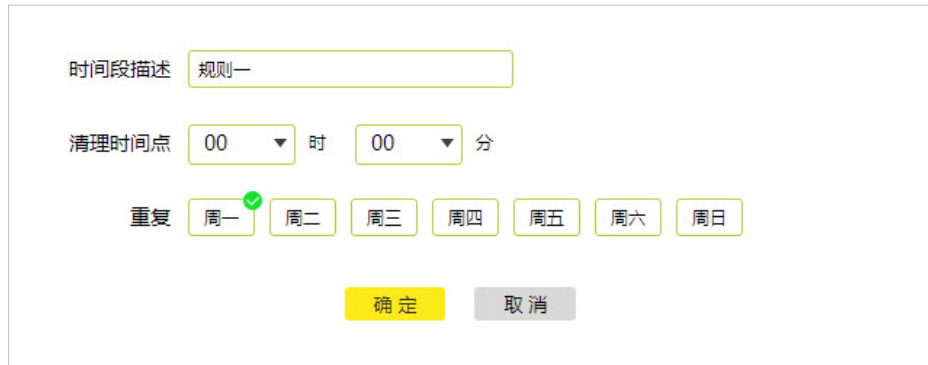 时间段描述 规则一
清理时间点 00 时 00 分
重复 周一 周二 周三 周四 周五 周六 周日
确定 取消